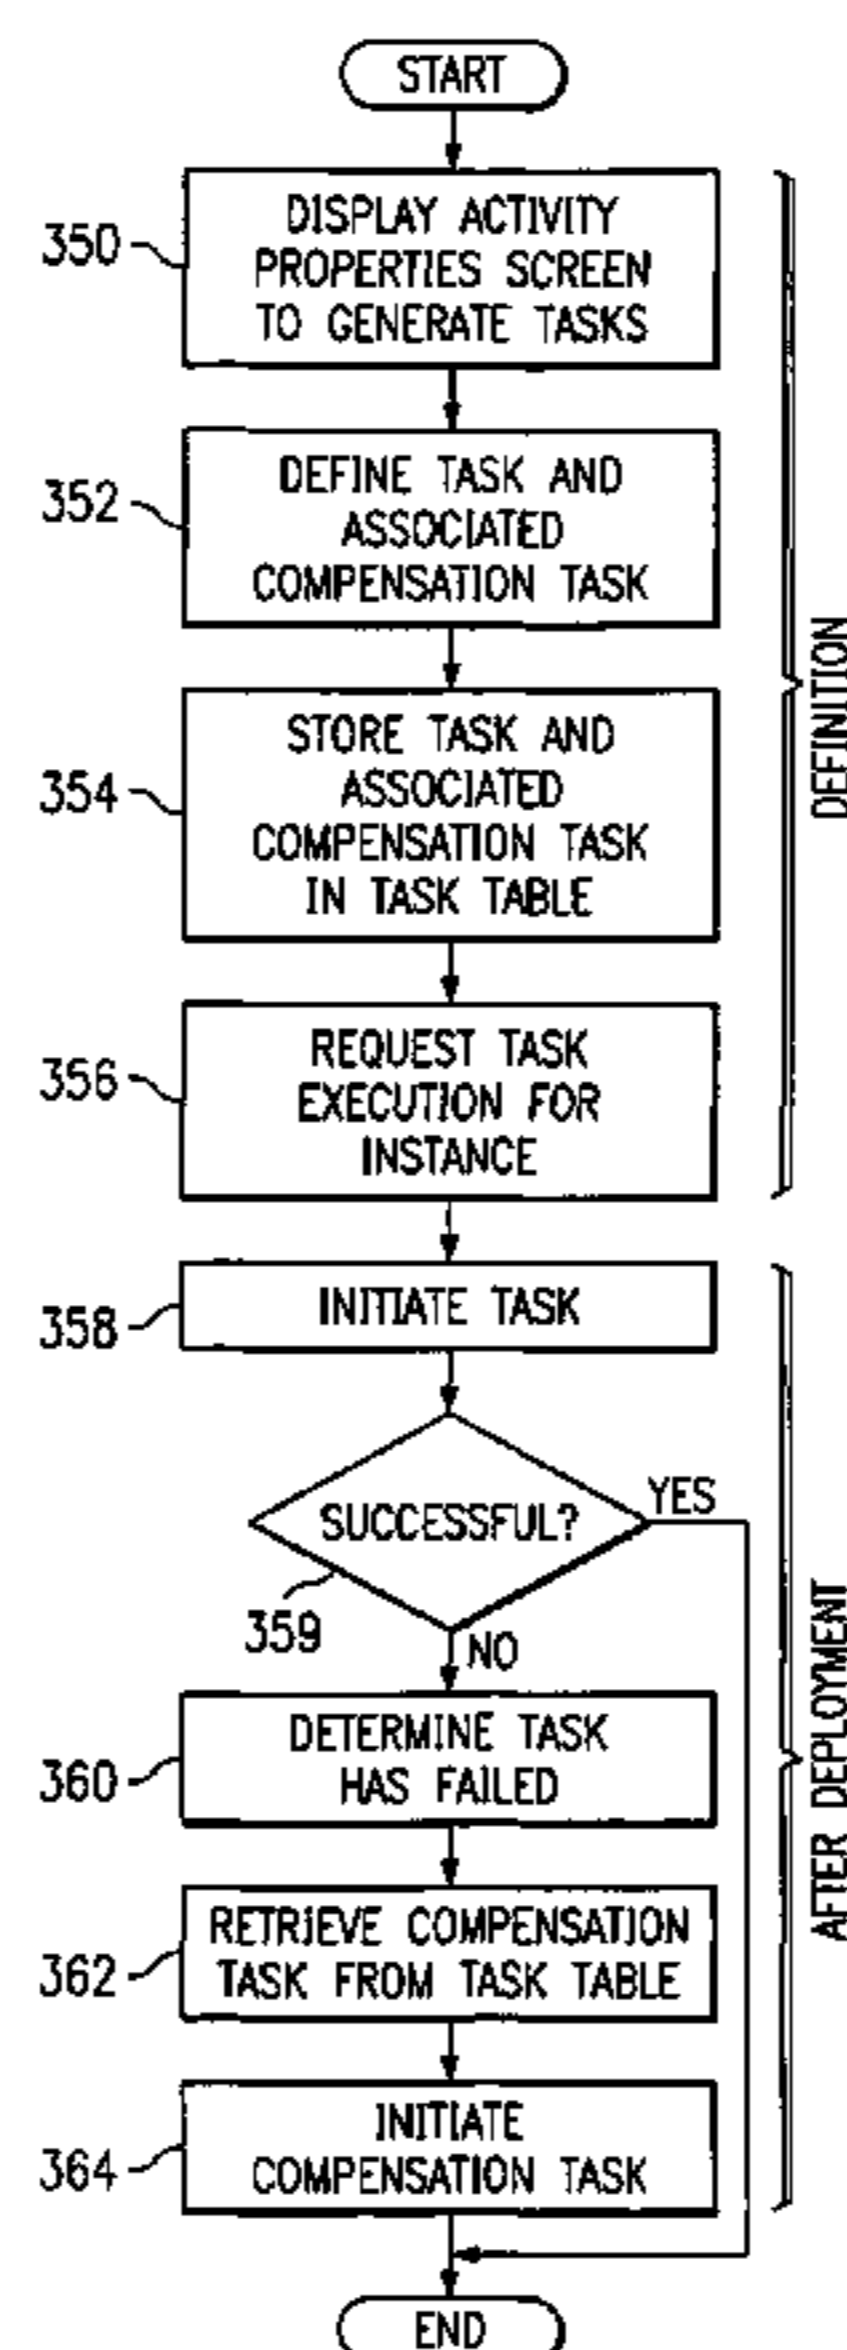 START
350
DISPLAY ACTIVITY
PROPERTIES SCREEN
TO GENERATE TASKS
352
DEFINE TASK AND
ASSOCIATED
COMPENSATION TASK
354
STORE TASK AND
ASSOCIATED
COMPENSATION TASK
IN TASK TABLE
356
REQUEST TASK
EXECUTION FOR
INSTANCE
DEFINITION
358
INITIATE TASK
SUCCESSFUL?
YES
359
NO
360
DETERMINE TASK
HAS FAILED
362
RETRIEVE COMPENSATION
TASK FROM TASK TABLE
364
INITIATE
COMPENSATION TASK
AFTER DEPLOYMENT
END